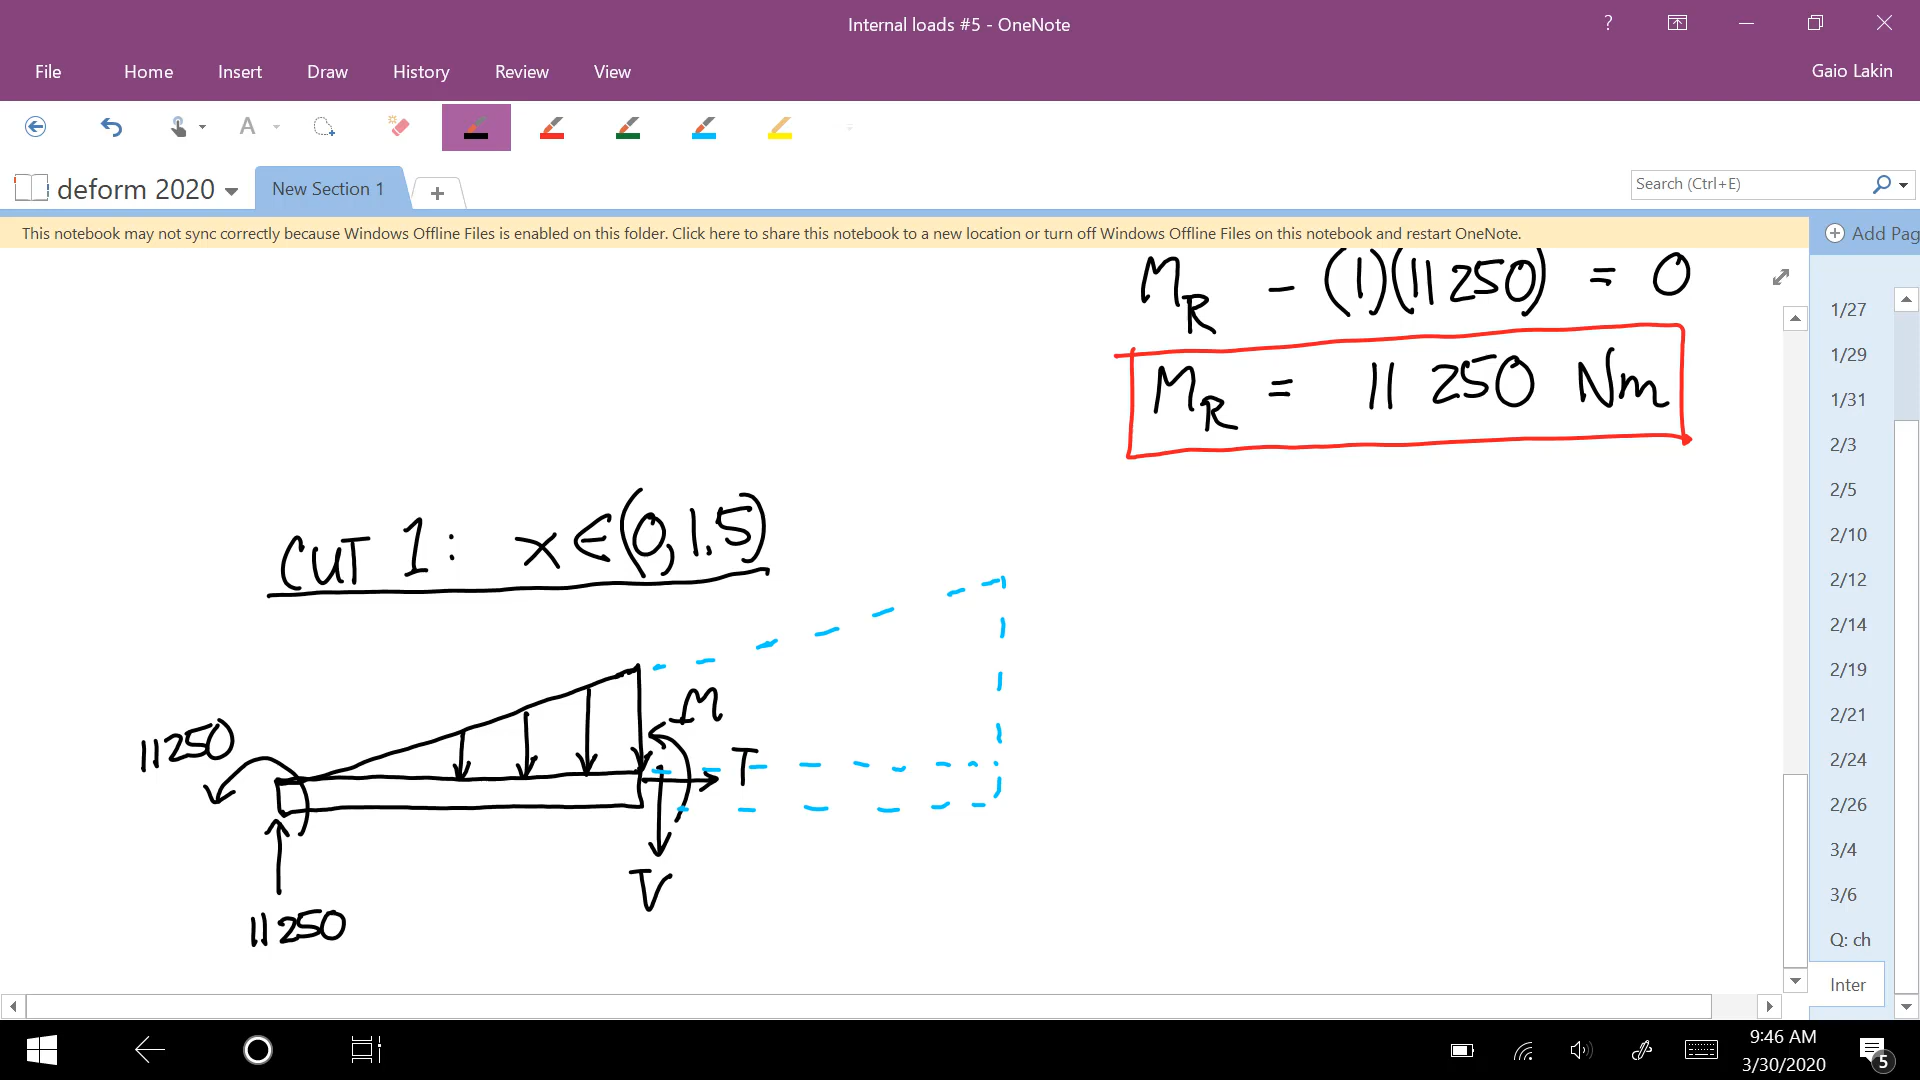 Internal loads #5 - OneNote
?
File Home Insert Draw History Review View
Gaio Lakin
A
deform 2020
New Section 1
+
Search (Ctrl+E)
This notebook may not sync correctly because Windows Offline Files is enabled on this folder. Click here to share this notebook to a new location or turn off Windows Offline Files on this notebook and restart OneNote.
Add Pag
M_R - (1)(11 250) = 0
M_R = 11 250 Nm
CUT 1: x∈(0,1.5)
M
11250
T
V
11250
1/27
1/29
1/31
2/3
2/5
2/10
2/12
2/14
2/19
2/21
2/24
2/26
3/4
3/6
Q: ch
Inter
9:46 AM
3/30/2020
5